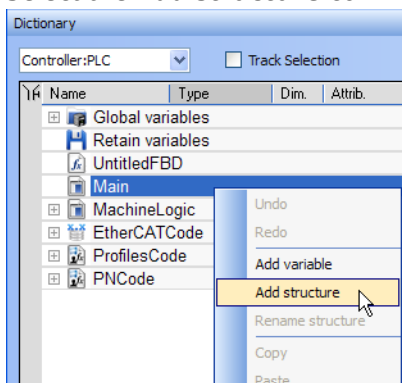 Dictionary
Controller:PLC
Track Selection
Name Type Dim. Attrib.
Global variables
Retain variables
UntitledFBD
Main
MachineLogic
EtherCATCode
ProfilesCode
PNCode
Undo
Redo
Add variable
Add structure
Rename structure
Copy
Paste